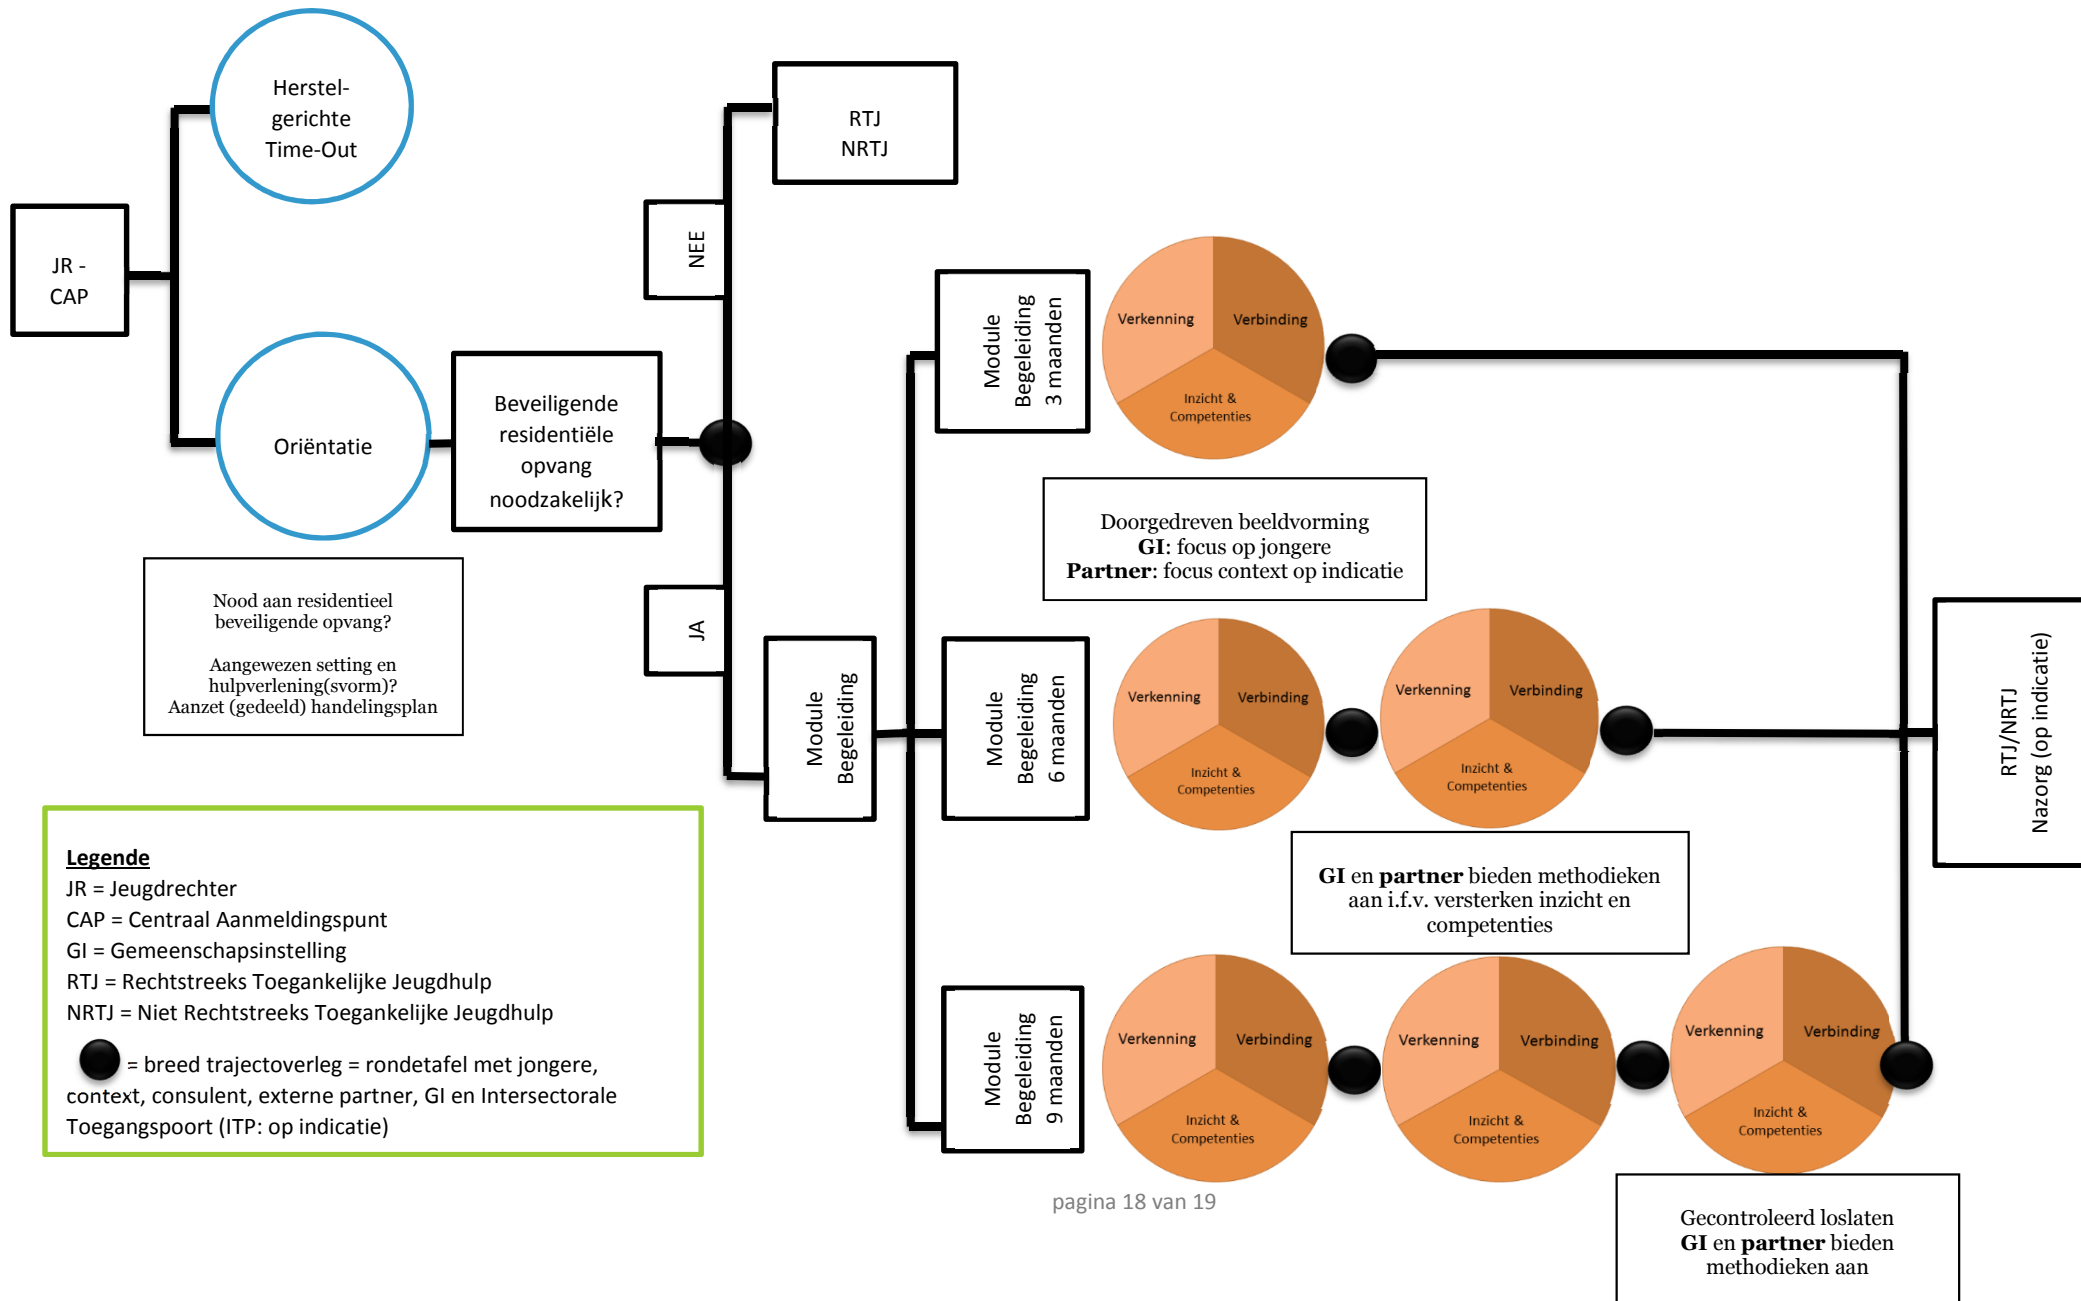 Herstel-
gerichte
Time-Out
JR -
CAP
Oriëntatie
Beveiligende
residentiële
opvang
noodzakelijk?
Nood aan residentieel
beveiligende opvang?
Aangewezen setting en
hulpverlening(svorm)?
Aanzet (gedeeld) handelingsplan
NEE
RTJ
NRTJ
JA
Module
Begeleiding
Module
Begeleiding
3 maanden
Verkenning
Verbinding
Inzicht &
Competenties
Doorgedreven beeldvorming
GI: focus op jongere
Partner: focus context op indicatie
Module
Begeleiding
6 maanden
Verkenning
Verbinding
Inzicht &
Competenties
Verkenning
Verbinding
Inzicht &
Competenties
GI en partner bieden methodieken
aan i.f.v. versterken inzicht en
competenties
Module
Begeleiding
9 maanden
Verkenning
Verbinding
Inzicht &
Competenties
Verkenning
Verbinding
Inzicht &
Competenties
Verkenning
Verbinding
Inzicht &
Competenties
Gecontroleerd loslaten
GI en partner bieden
methodieken aan
RTJ/NRTJ
Nazorg (op indicatie)
Legende
JR = Jeugdrechter
CAP = Centraal Aanmeldingspunt
GI = Gemeenschapsinstelling
RTJ = Rechtstreeks Toegankelijke Jeugdhulp
NRTJ = Niet Rechtstreeks Toegankelijke Jeugdhulp
= breed trajectoverleg = rondetafel met jongere,
context, consulent, externe partner, GI en Intersectorale
Toegangspoort (ITP: op indicatie)
pagina 18 van 19